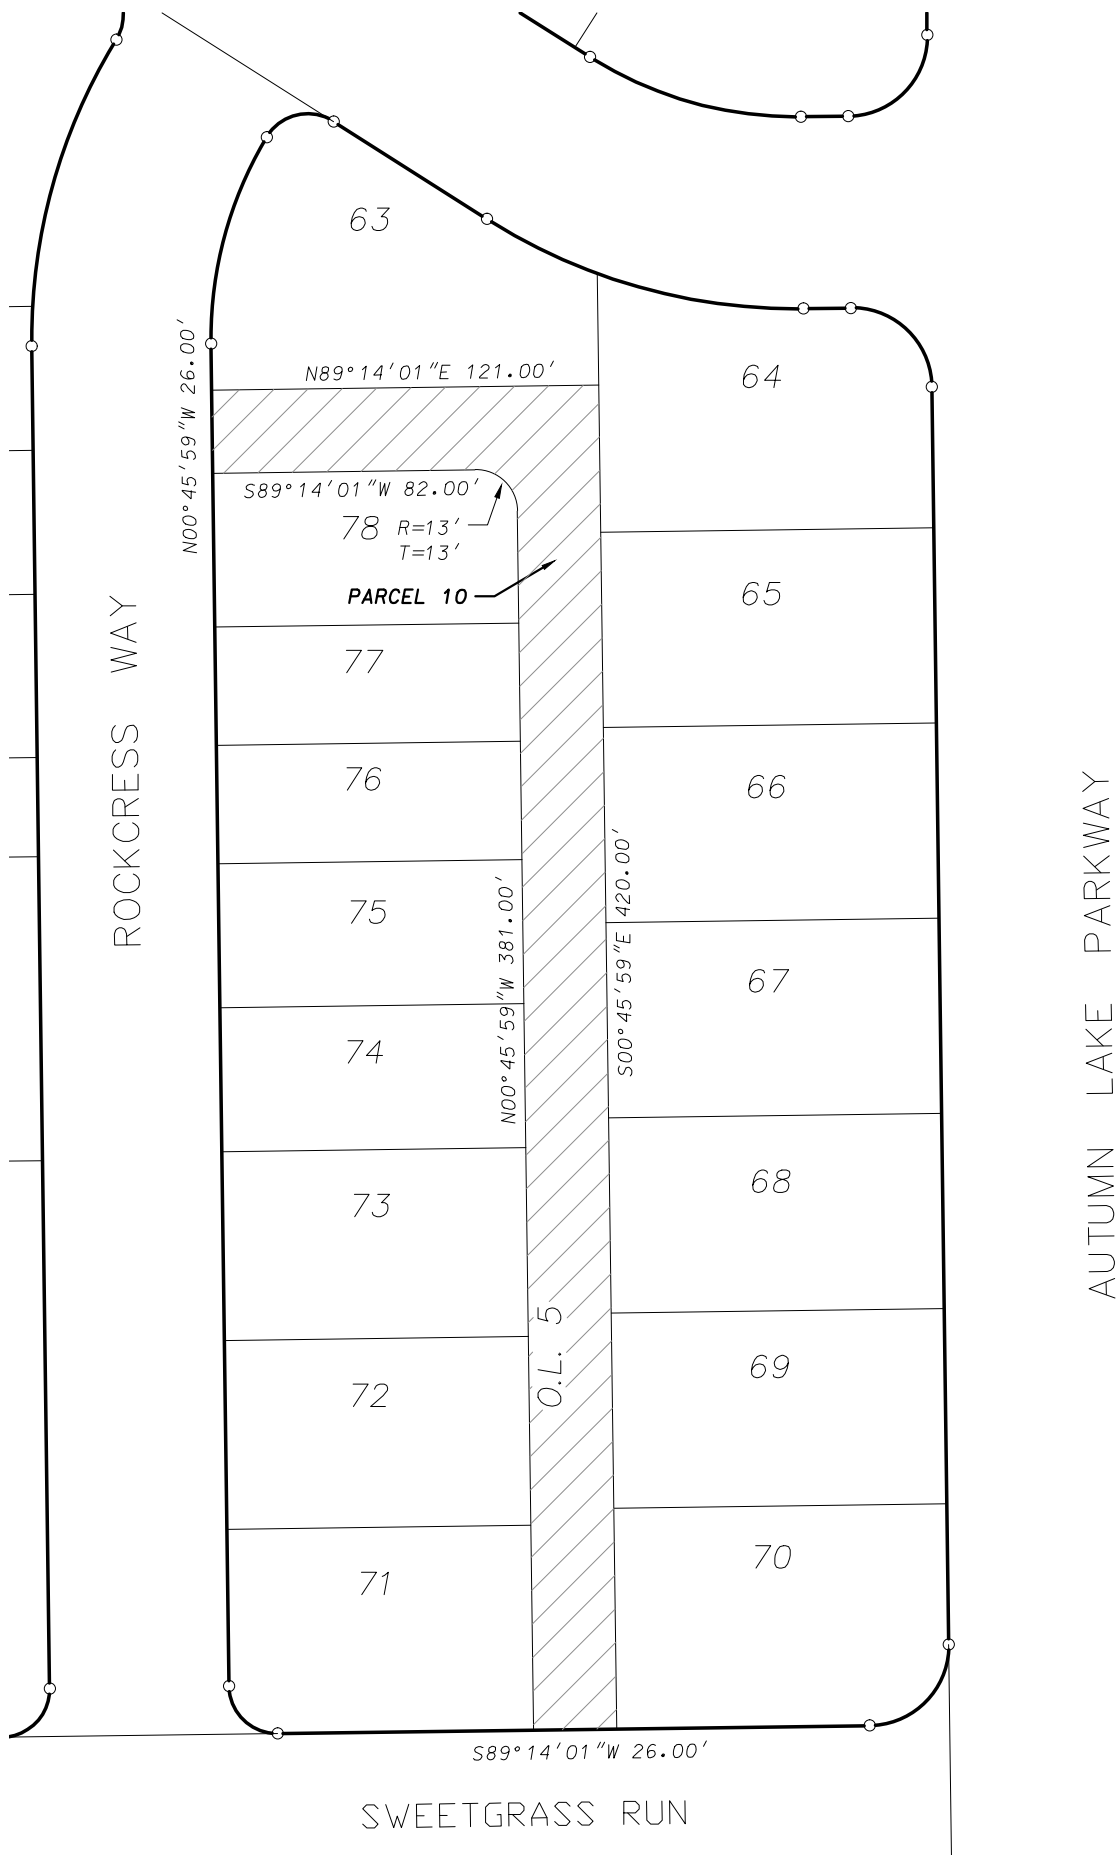 63
N89°14'01"E 121.00'
N00°45'59"W 26.00'
64
S89°14'01"W 82.00'
78
R=13'
T=13'
PARCEL 10
65
77
ROCKCRESS WAY
76
66
75
N00°45'59"W 381.00'
S00°45'59"E 420.00'
67
AUTUMN LAKE PARKWAY
74
68
73
O.L. 5
69
72
70
71
S89°14'01"W 26.00'
SWEETGRASS RUN